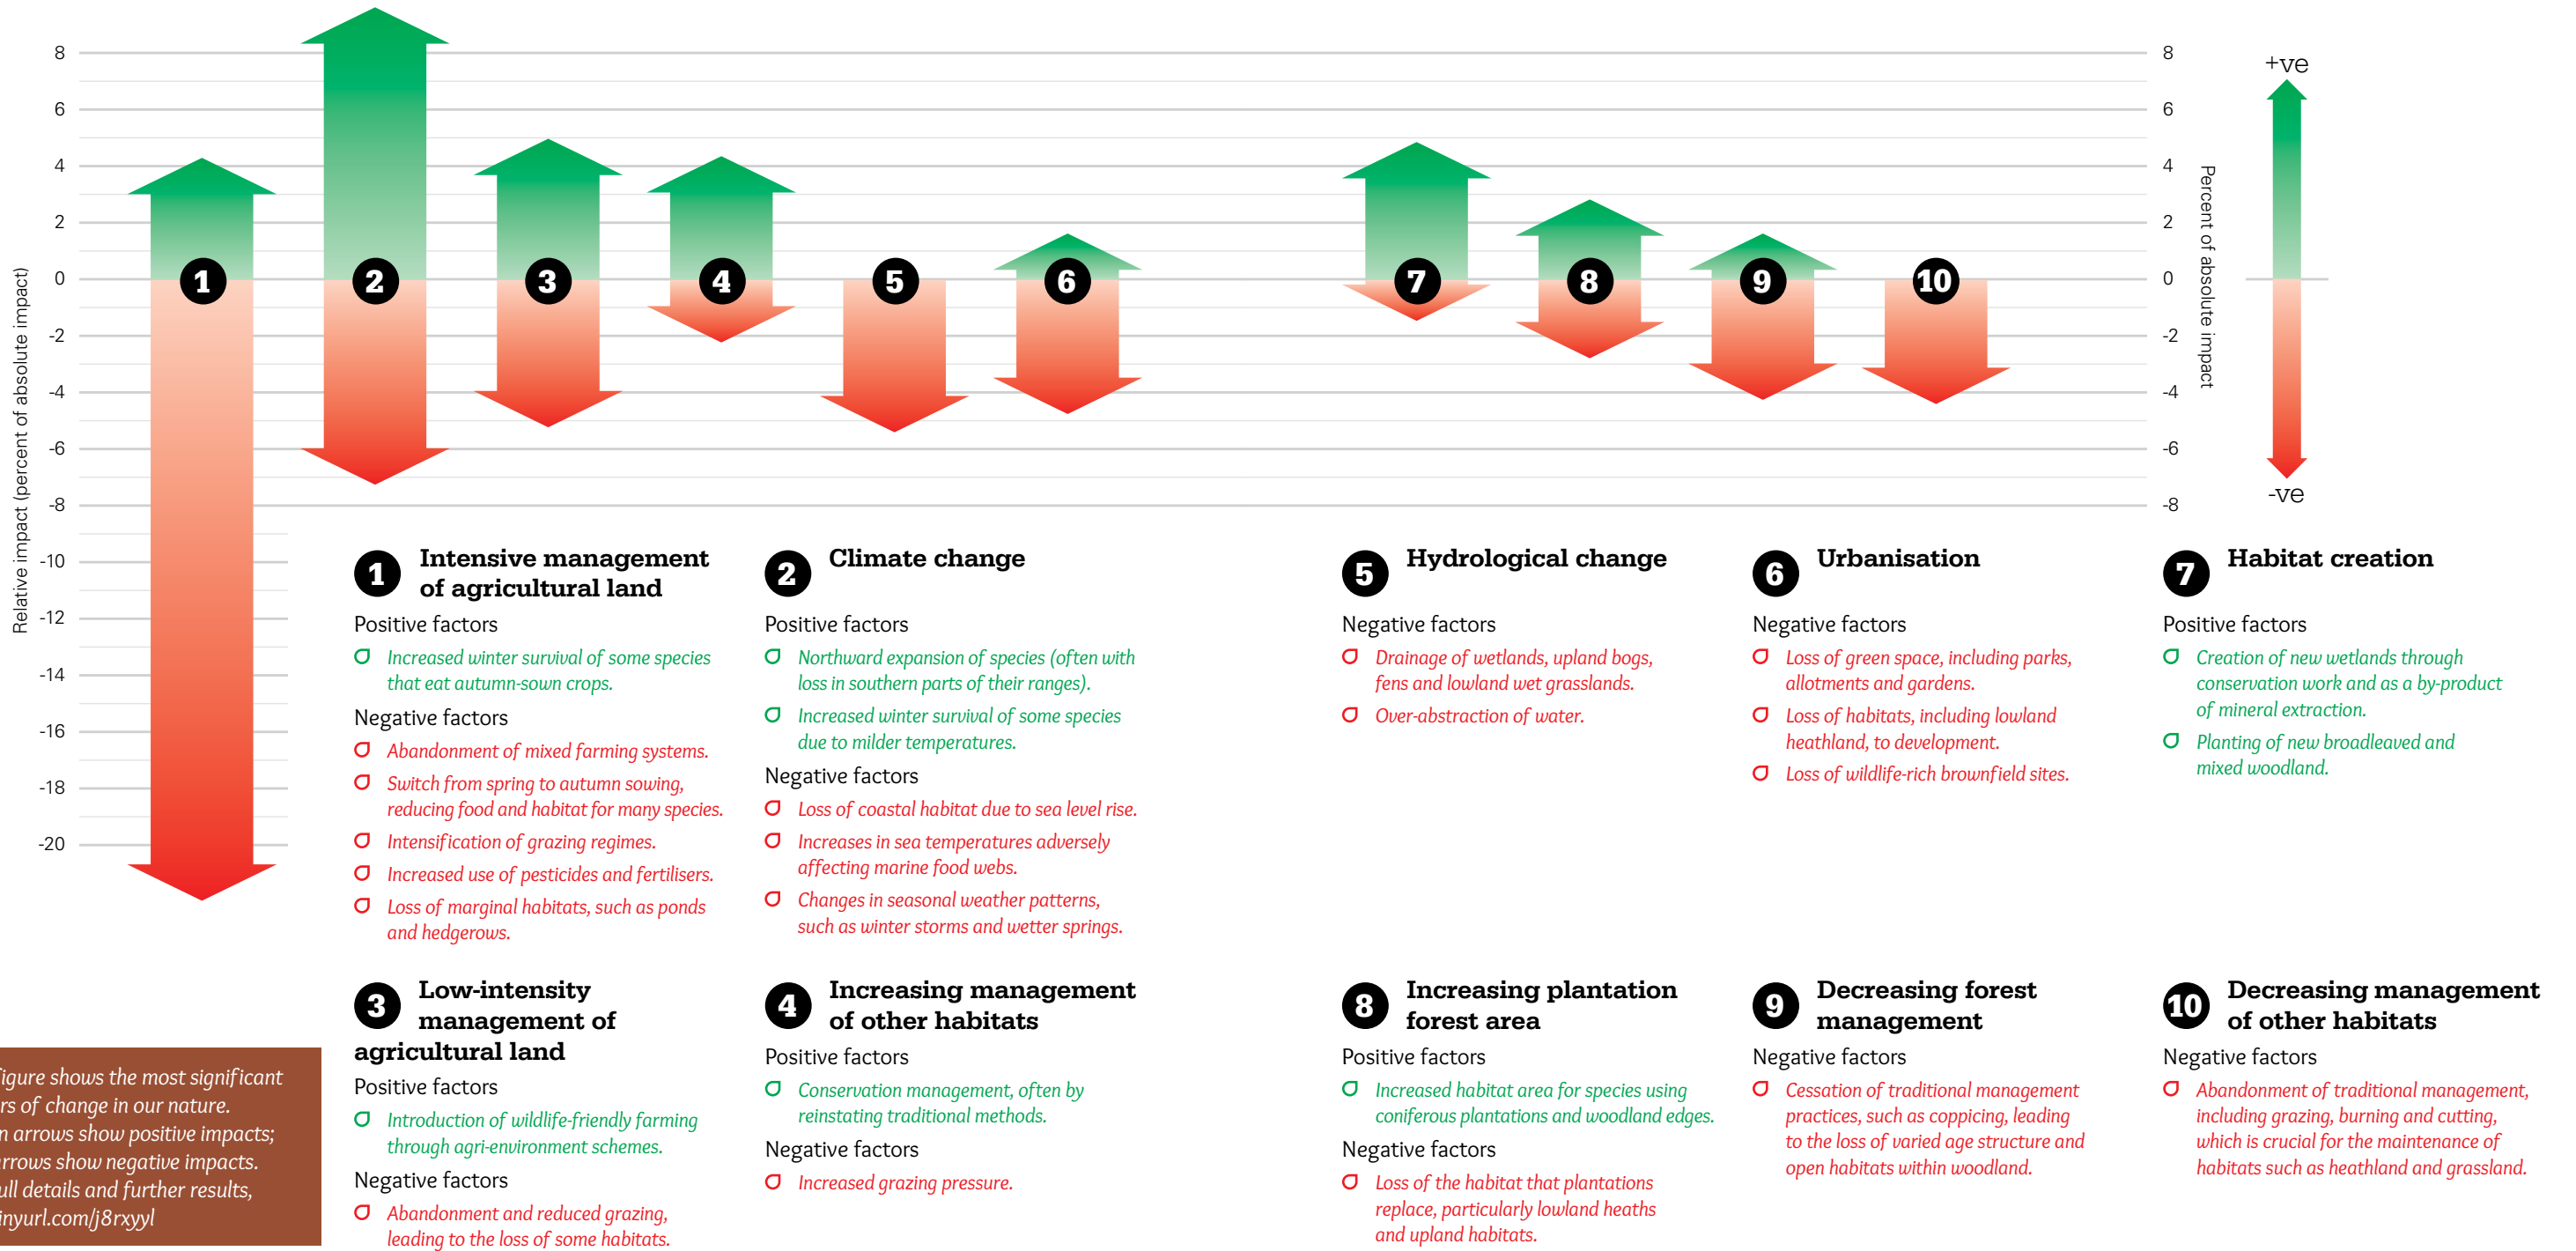 8
6
4
2
0
-2
-4
-6
-8
-10
-12
-14
-16
-18
-20
Relative impact (percent of absolute impact)
1
2
3
4
5
6
7
8
9
10
8
6
4
2
0
-2
-4
-6
-8
Percent of absolute impact
+ve
-ve
1 Intensive management
of agricultural land
Positive factors
Increased winter survival of some species
that eat autumn-sown crops.
Negative factors
Abandonment of mixed farming systems.
Switch from spring to autumn sowing,
reducing food and habitat for many species.
Intensification of grazing regimes.
Increased use of pesticides and fertilisers.
Loss of marginal habitats, such as ponds
and hedgerows.
2 Climate change
Positive factors
Northward expansion of species (often with
loss in southern parts of their ranges).
Increased winter survival of some species
due to milder temperatures.
Negative factors
Loss of coastal habitat due to sea level rise.
Increases in sea temperatures adversely
affecting marine food webs.
Changes in seasonal weather patterns,
such as winter storms and wetter springs.
5 Hydrological change
Negative factors
Drainage of wetlands, upland bogs,
fens and lowland wet grasslands.
Over-abstraction of water.
6 Urbanisation
Negative factors
Loss of green space, including parks,
allotments and gardens.
Loss of habitats, including lowland
heathland, to development.
Loss of wildlife-rich brownfield sites.
7 Habitat creation
Positive factors
Creation of new wetlands through
conservation work and as a by-product
of mineral extraction.
Planting of new broadleaved and
mixed woodland.
3 Low-intensity
management of
agricultural land
Positive factors
Introduction of wildlife-friendly farming
through agri-environment schemes.
Negative factors
Abandonment and reduced grazing,
leading to the loss of some habitats.
4 Increasing management
of other habitats
Positive factors
Conservation management, often by
reinstating traditional methods.
Negative factors
Increased grazing pressure.
8 Increasing plantation
forest area
Positive factors
Increased habitat area for species using
coniferous plantations and woodland edges.
Negative factors
Loss of the habitat that plantations
replace, particularly lowland heaths
and upland habitats.
9 Decreasing forest
management
Negative factors
Cessation of traditional management
practices, such as coppicing, leading
to the loss of varied age structure and
open habitats within woodland.
10 Decreasing management
of other habitats
Negative factors
Abandonment of traditional management,
including grazing, burning and cutting,
which is crucial for the maintenance of
habitats such as heathland and grassland.
figure shows the most significant
rs of change in our nature.
n arrows show positive impacts;
arrows show negative impacts.
ull details and further results,
inyurl.com/j8rxyyl